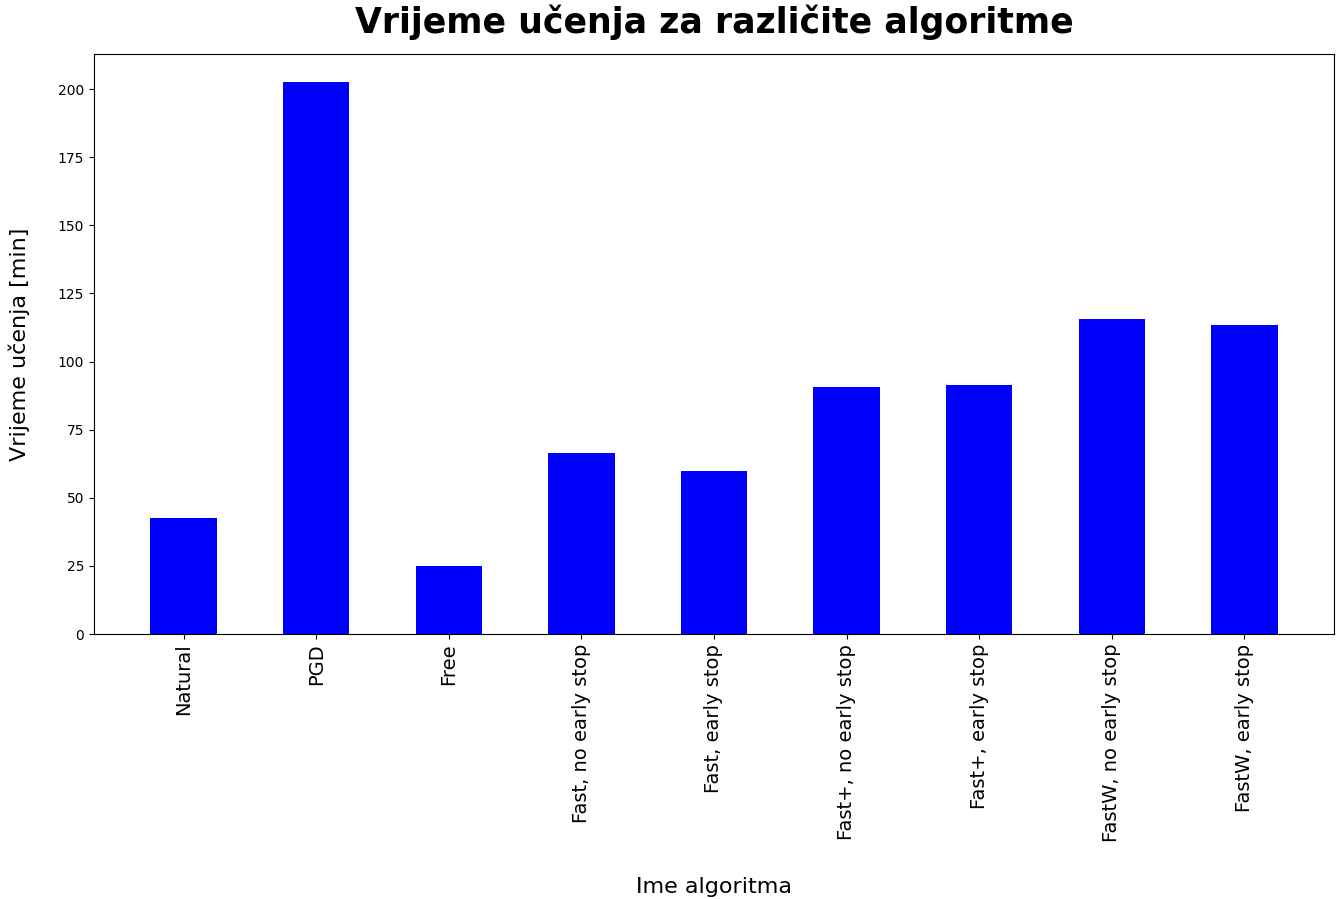 Vrijeme učenja za različite algoritme
Vrijeme učenja [min]
200
175
150
125
100
75
50
25
0
Natural
PGD
Free
Fast, no early stop
Fast, early stop
Fast+, no early stop
Fast+, early stop
FastW, no early stop
FastW, early stop
Ime algoritma